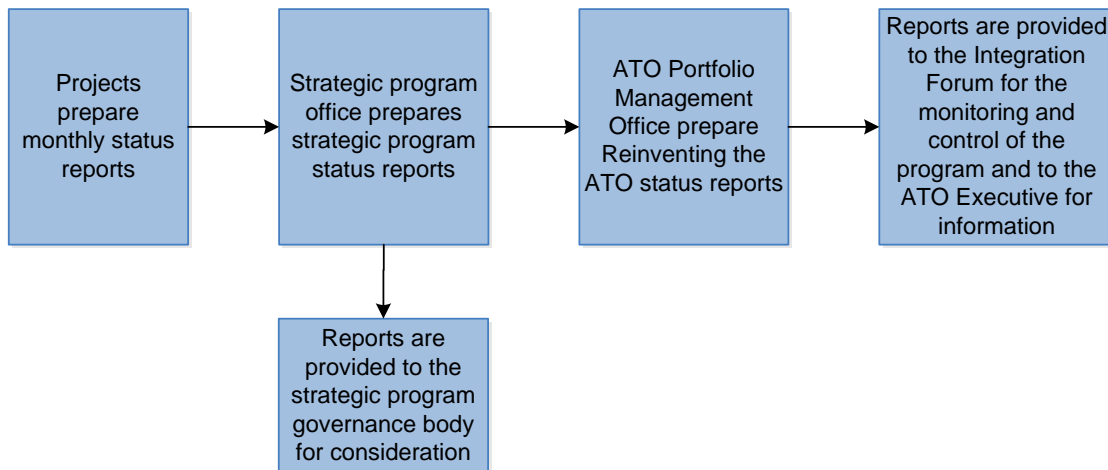 Projects
prepare
monthly status
reports
Strategic program
office prepares
strategic program
status reports
ATO Portfolio
Management
Office prepare
Reinventing the
ATO status reports
Reports are provided
to the Integration
Forum for the
monitoring and
control of the
program and to the
ATO Executive for
information
Reports are
provided to the
strategic program
governance body
for consideration